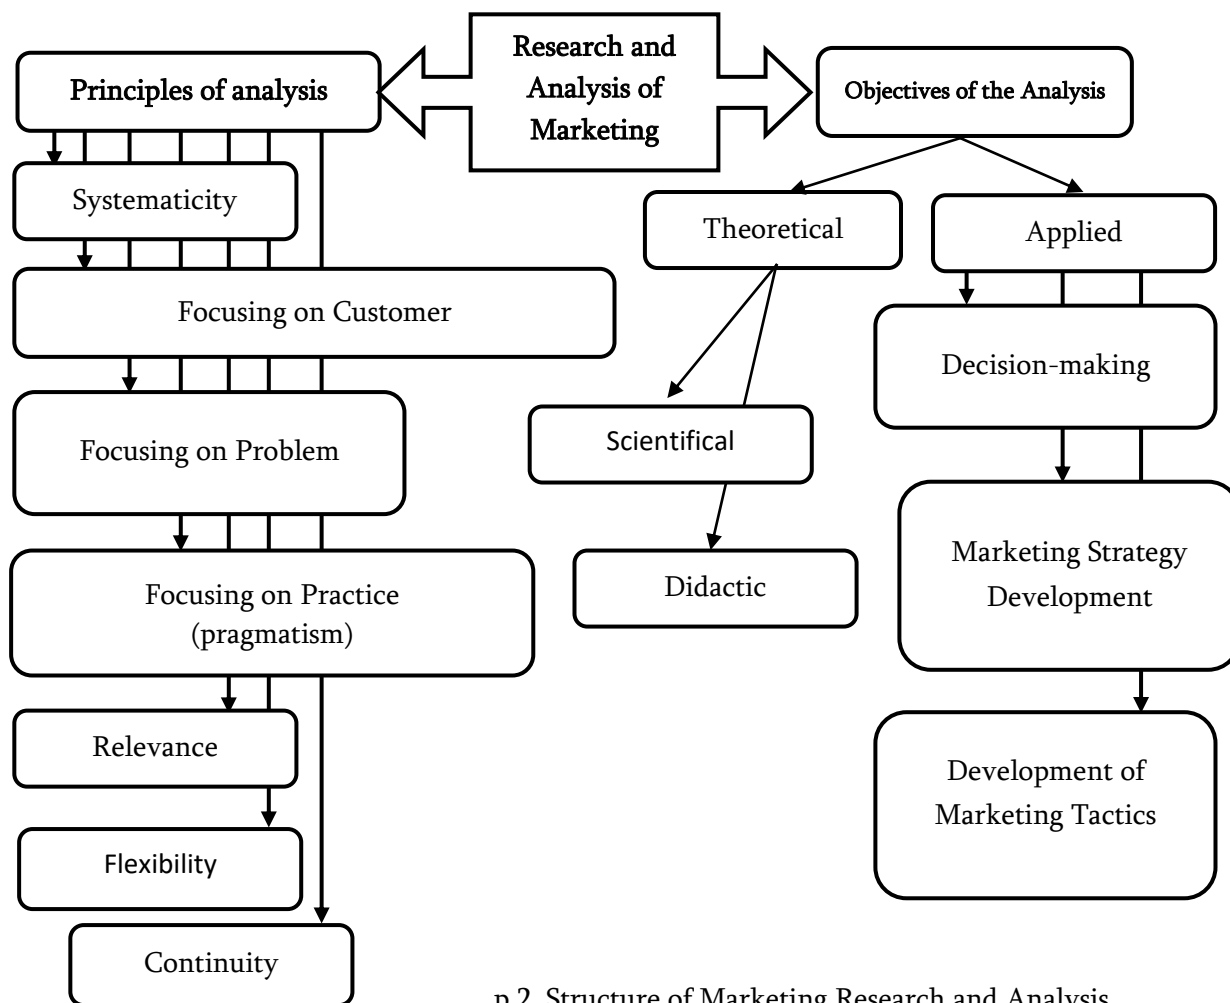 Research and
Analysis of
Marketing
Principles of analysis
Objectives of the Analysis
Systematicity
Focusing on Customer
Focusing on Problem
Focusing on Practice
(pragmatism)
Relevance
Flexibility
Continuity
Theoretical
Scientifical
Didactic
Applied
Decision-making
Marketing Strategy
Development
Development of
Marketing Tactics
p.2. Structure of Marketing Research and Analysis